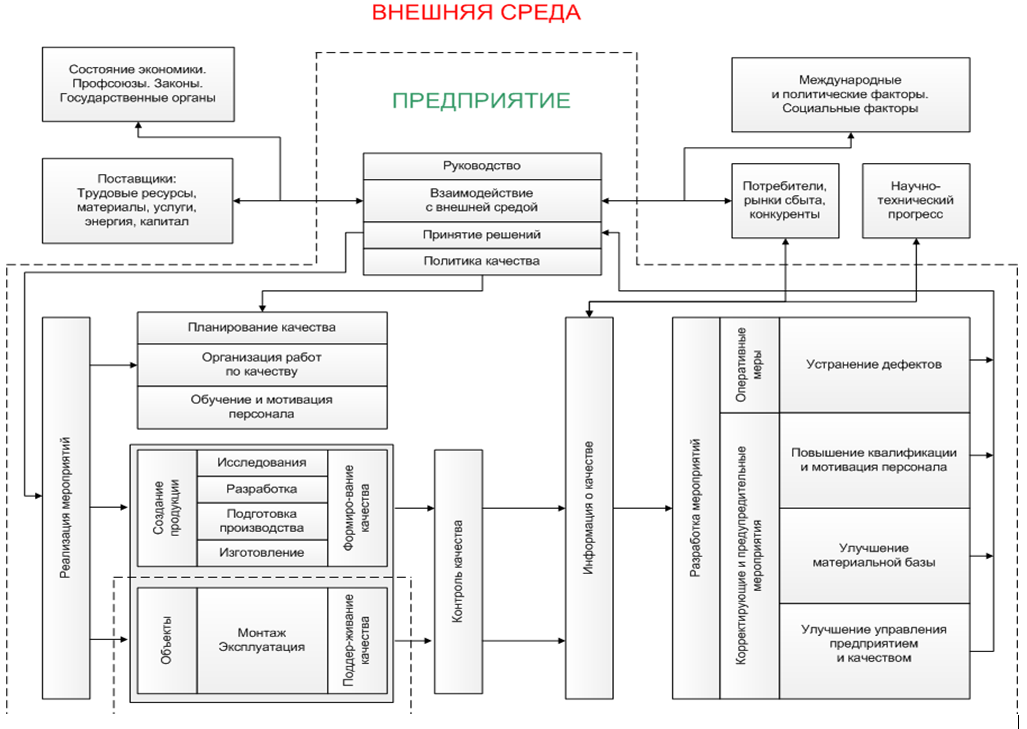 ВНЕШНЯЯ СРЕДА
Состояние экономики.
Профсоюзы. Законы.
Государственные органы
ПРЕДПРИЯТИЕ
Международные
и политические факторы.
Социальные факторы
Поставщики:
Трудовые ресурсы,
материалы, услуги,
энергия, капитал
Руководство
Взаимодействие
с внешней средой
Принятие решений
Политика качества
Потребители,
рынки сбыта,
конкуренты
Научно-
технический
прогресс
Реализация мероприятий
Планирование качества
Организация работ
по качеству
Обучение и мотивация
персонала
Создание
продукции
Исследования
Разработка
Подготовка
производства
Изготовление
Формиро-вание
качества
Объекты
Монтаж
Эксплуатация
Поддер-живание
качества
Контроль качества
Информация о качестве
Разработка мероприятий
Оперативные
меры
Устранение дефектов
Корректирующие и предупредительные
мероприятия
Повышение квалификации
и мотивация персонала
Улучшение
материальной базы
Улучшение управления
предприятием
и качеством